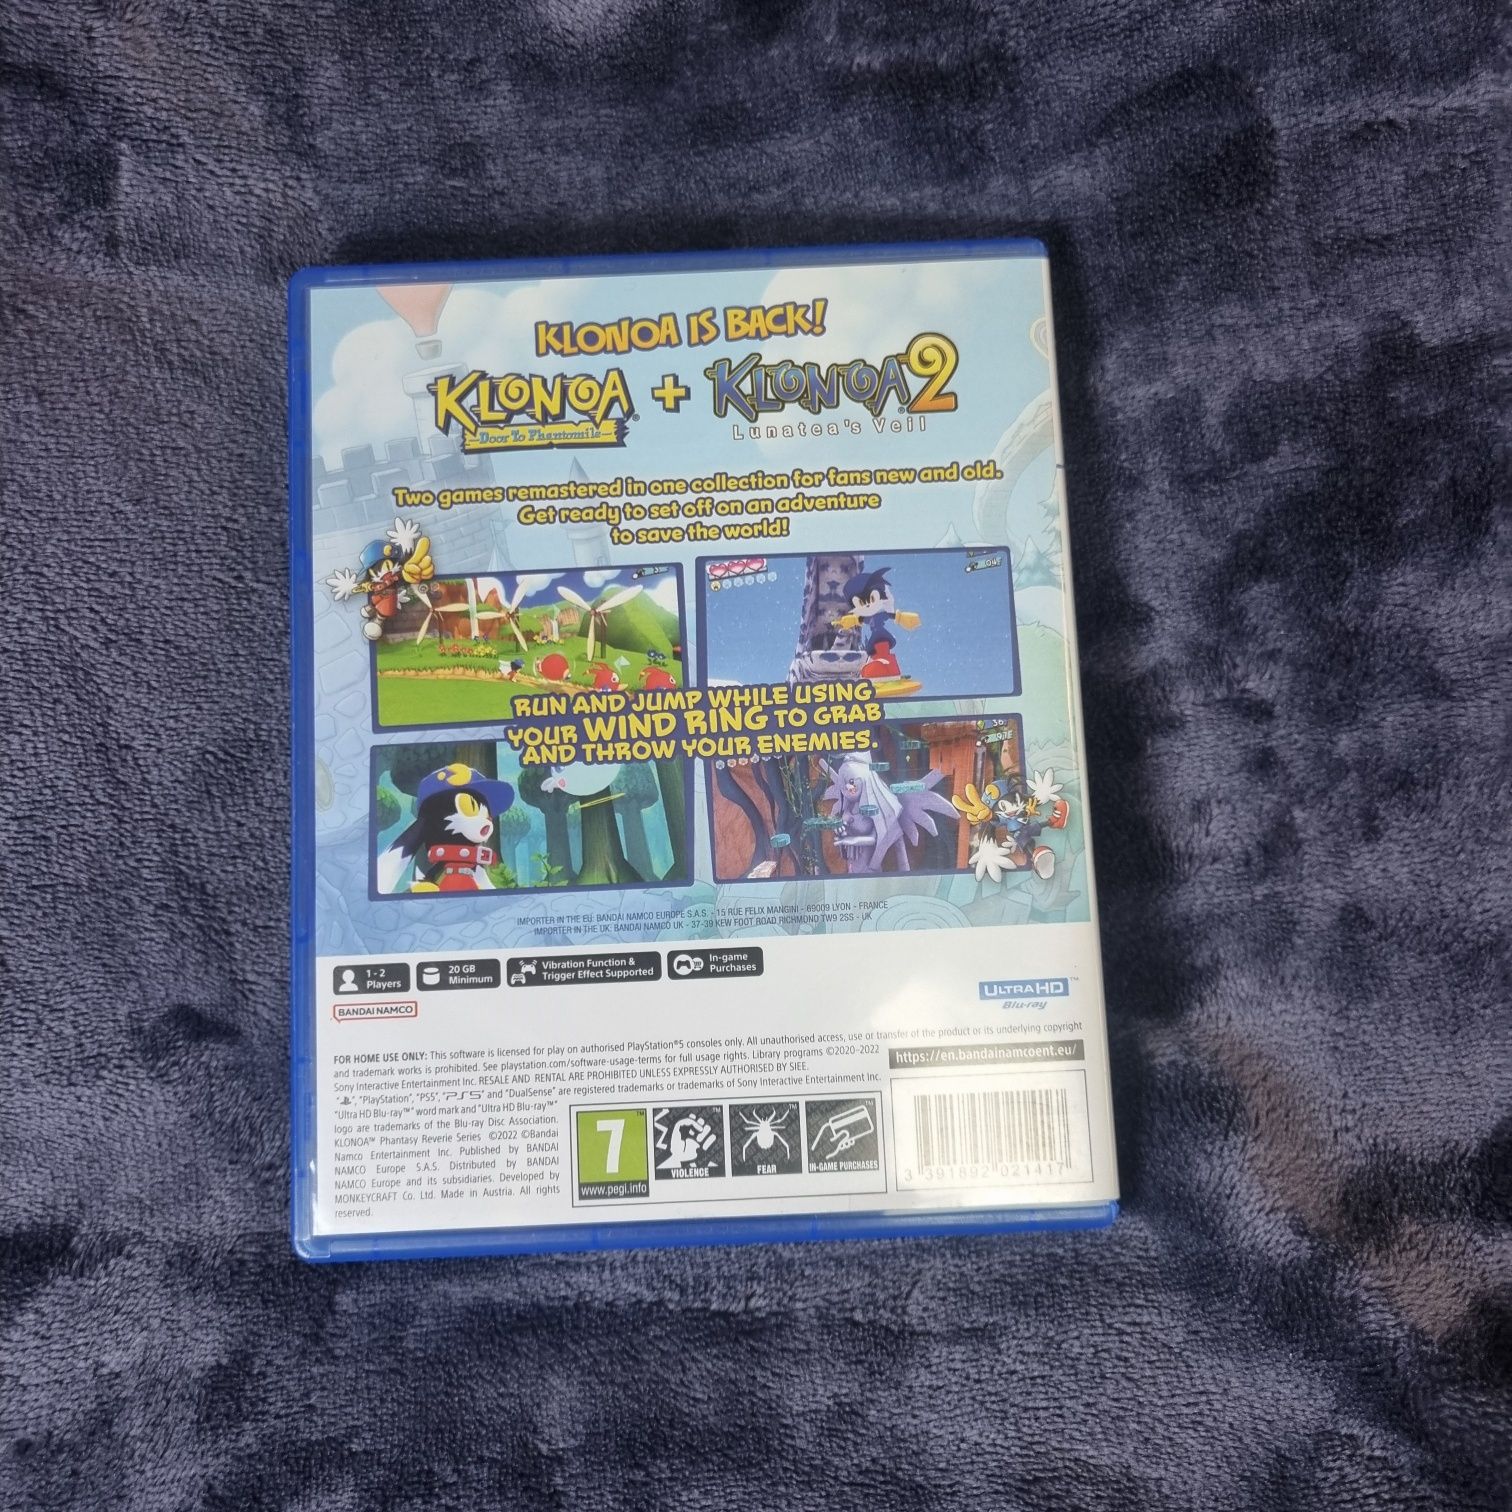 KLONOA IS BACK!
KLONOA + KLONOA 2
Door To Phantomile
Lunatea's Veil
Two games remastered in one collection for fans new and old.
Get ready to set off on an adventure
to save the world!
RUN AND JUMP WHILE USING
YOUR WIND RING TO GRAB
AND THROW YOUR ENEMIES.
IMPORTER IN THE EU: BANDAI NAMCO EUROPE S.A.S. - 15 RUE FELIX MANGINI - 69009 LYON - FRANCE
IMPORTER IN THE UK: BANDAI NAMCO UK - 37-39 KEW FOOT ROAD RICHMOND TW9 2SS - UK
1 - 2
Players
20 GB
Minimum
Vibration Function &
Trigger Effect Supported
In-game
Purchases
BANDAI NAMCO
ULTRA HD™
Blu-ray
FOR HOME USE ONLY: This software is licensed for play on authorised PlayStation®5 consoles only. All unauthorised access, use or transfer of the product or its underlying copyright
and trademark works is prohibited. See playstation.com/software-usage-terms for full usage rights. Library programs ©2020-2022
Sony Interactive Entertainment Inc. RESALE AND RENTAL ARE PROHIBITED UNLESS EXPRESSLY AUTHORISED BY SIEE.
"PlayStation", "PS5", "PS5" and "DualSense" are registered trademarks or trademarks of Sony Interactive Entertainment Inc.
"Ultra HD Blu-ray™" word mark and "Ultra HD Blu-ray™"
logo are trademarks of the Blu-ray Disc Association.
KLONOA™ Phantasy Reverie Series ©2022 ©Bandai
Namco Entertainment Inc. Published by BANDAI
NAMCO Europe S.A.S. Distributed by BANDAI
NAMCO Europe and its subsidiaries. Developed by
MONKEYCRAFT Co. Ltd. Made in Austria. All rights
reserved.
https://en.bandainamcoent.eu/
7
www.pegi.info
VIOLENCE
FEAR
IN-GAME PURCHASES
3 391892 021417